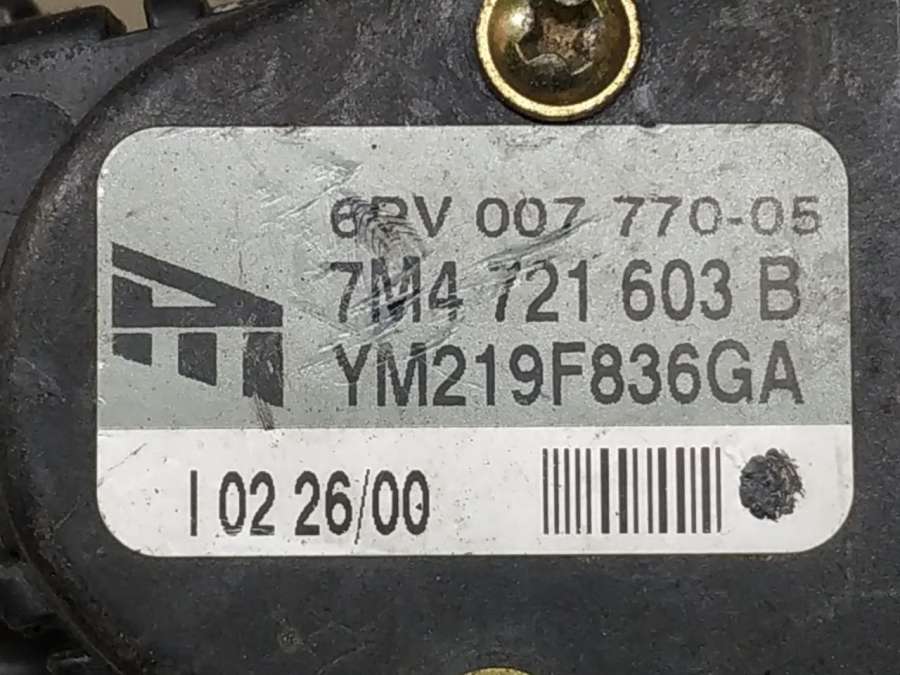 6PV 007 770-05
7M4 721 603 B
YM219F836GA
I 02 26/00